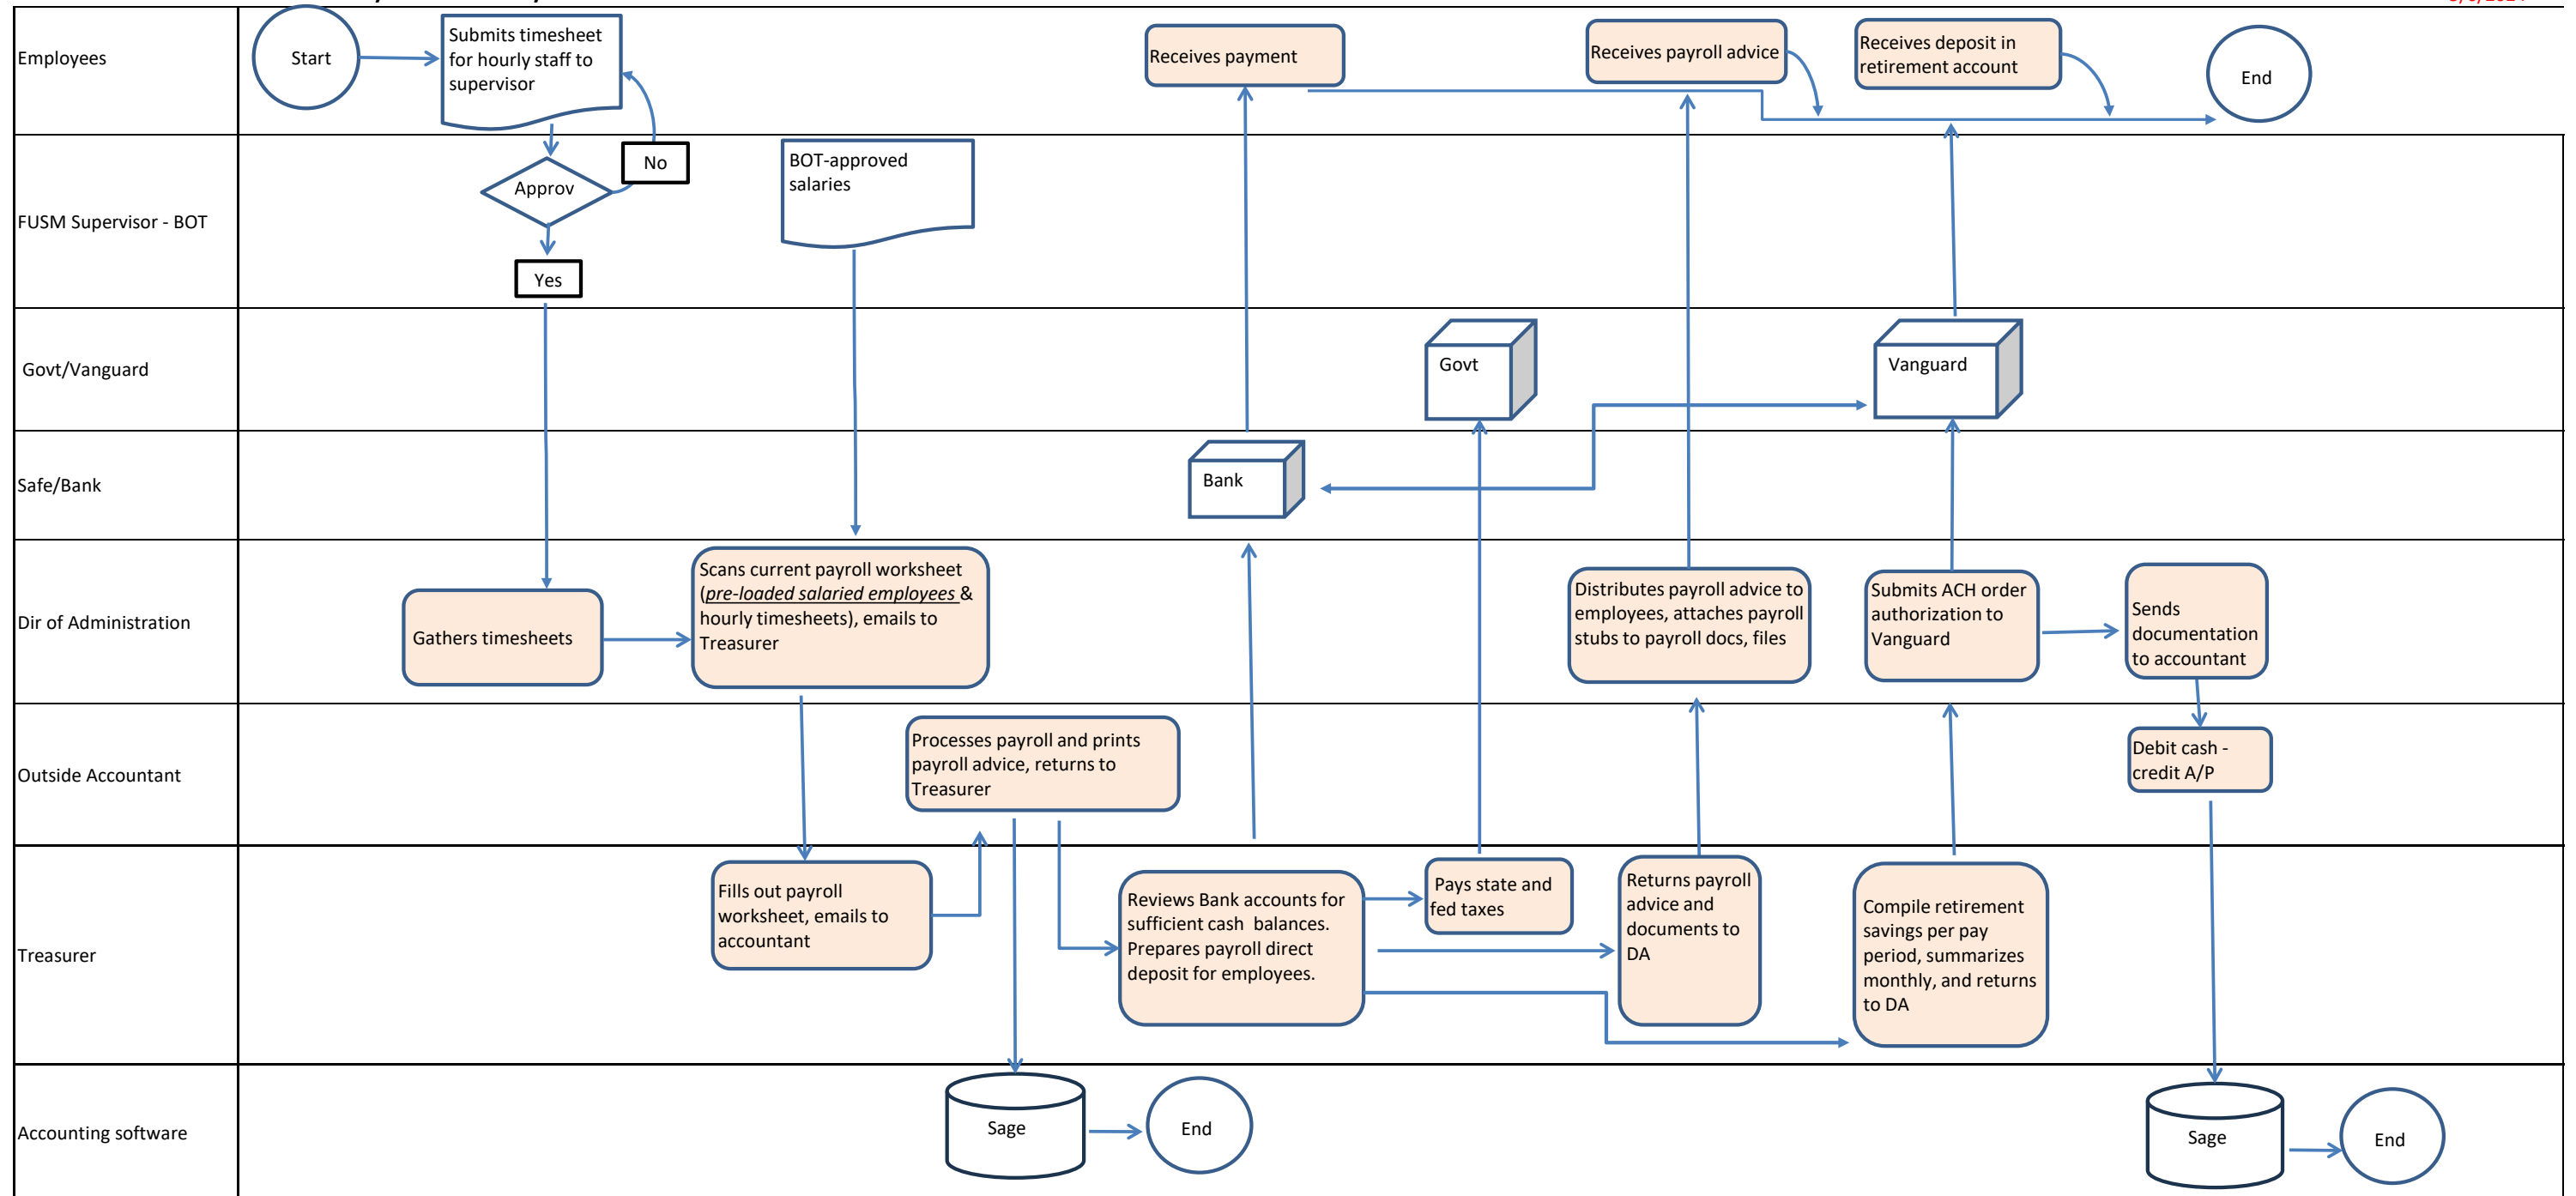 Employees
Start
Submits timesheet
for hourly staff to
supervisor
Receives payment
Receives payroll advice
Receives deposit in
retirement account
End
FUSM Supervisor - BOT
Approv
No
Yes
BOT-approved
salaries
Govt/Vanguard
Govt
Vanguard
Safe/Bank
Bank
Dir of Administration
Gathers timesheets
Scans current payroll worksheet
(pre-loaded salaried employees &
hourly timesheets), emails to
Treasurer
Distributes payroll advice to
employees, attaches payroll
stubs to payroll docs, files
Submits ACH order
authorization to
Vanguard
Sends
documentation
to accountant
Outside Accountant
Processes payroll and prints
payroll advice, returns to
Treasurer
Debit cash -
credit A/P
Treasurer
Fills out payroll
worksheet, emails to
accountant
Reviews Bank accounts for
sufficient cash balances.
Prepares payroll direct
deposit for employees.
Pays state and
fed taxes
Returns payroll
advice and
documents to
DA
Compile retirement
savings per pay
period, summarizes
monthly, and returns
to DA
Accounting software
Sage
End
Sage
End